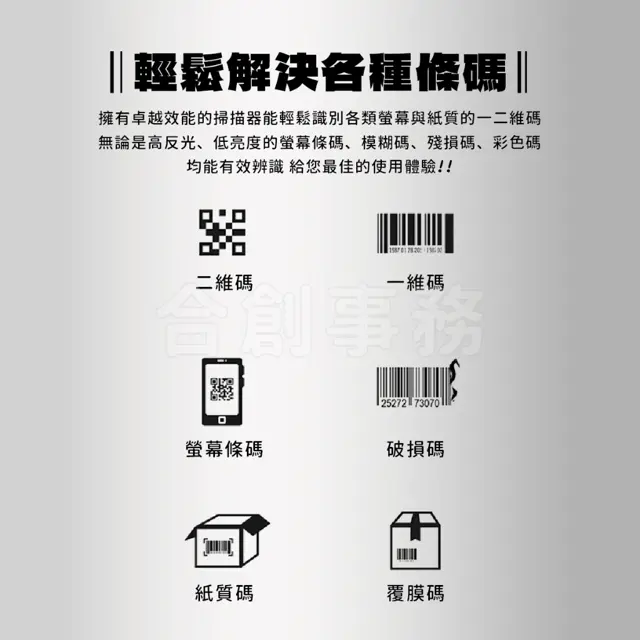 輕鬆解決各種條碼
擁有卓越效能的掃描器能輕鬆識別各類螢幕與紙質的一二維碼
無論是高反光、低亮度的螢幕條碼、模糊碼、殘損碼、彩色碼
均能有效辨識 給您最佳的使用體驗!!
二維碼
一維碼
合創事務
螢幕條碼
25272 73070
破損碼
紙質碼
覆膜碼